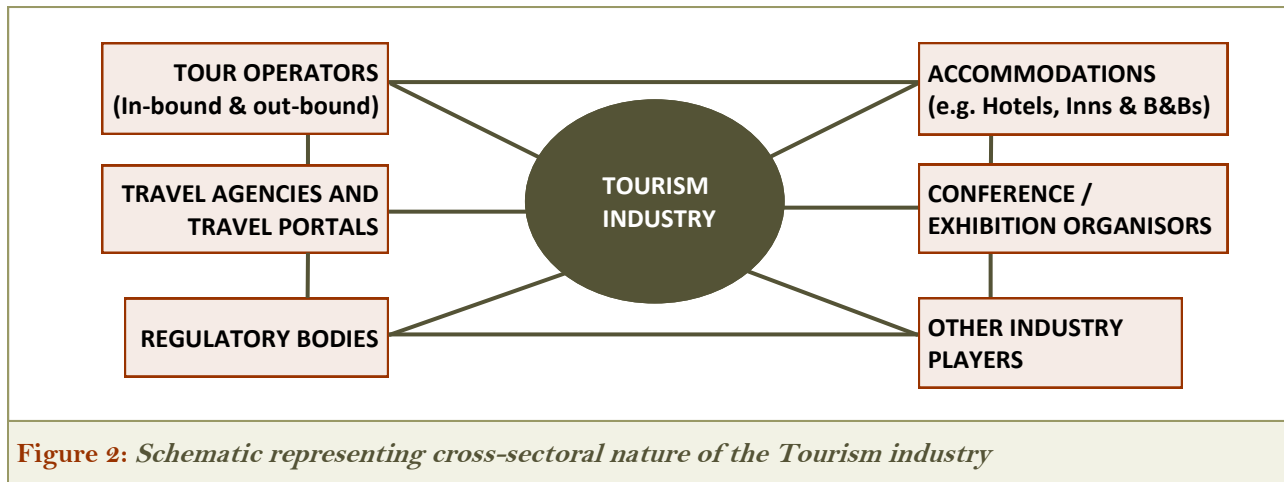 TOUR OPERATORS
(In-bound & out-bound)
TRAVEL AGENCIES AND
TRAVEL PORTALS
REGULATORY BODIES
TOURISM
INDUSTRY
ACCOMMODATIONS
(e.g. Hotels, Inns & B&Bs)
CONFERENCE /
EXHIBITION ORGANISORS
OTHER INDUSTRY
PLAYERS
Figure 2: Schematic representing cross-sectoral nature of the Tourism industry